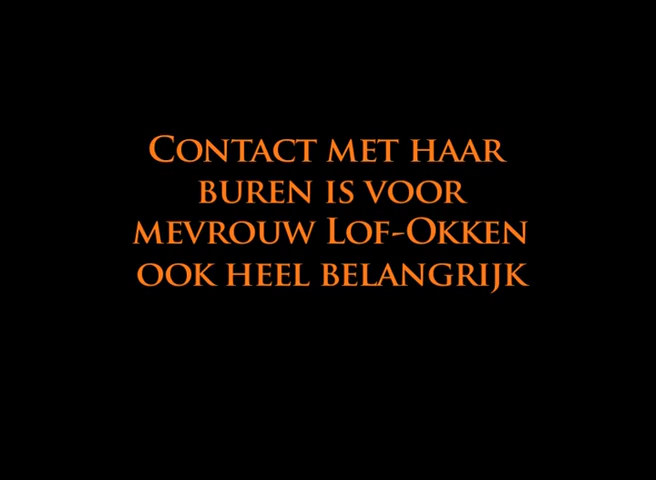 Contact met haar
buren is voor
mevrouw Lof-Okken
ook heel belangrijk